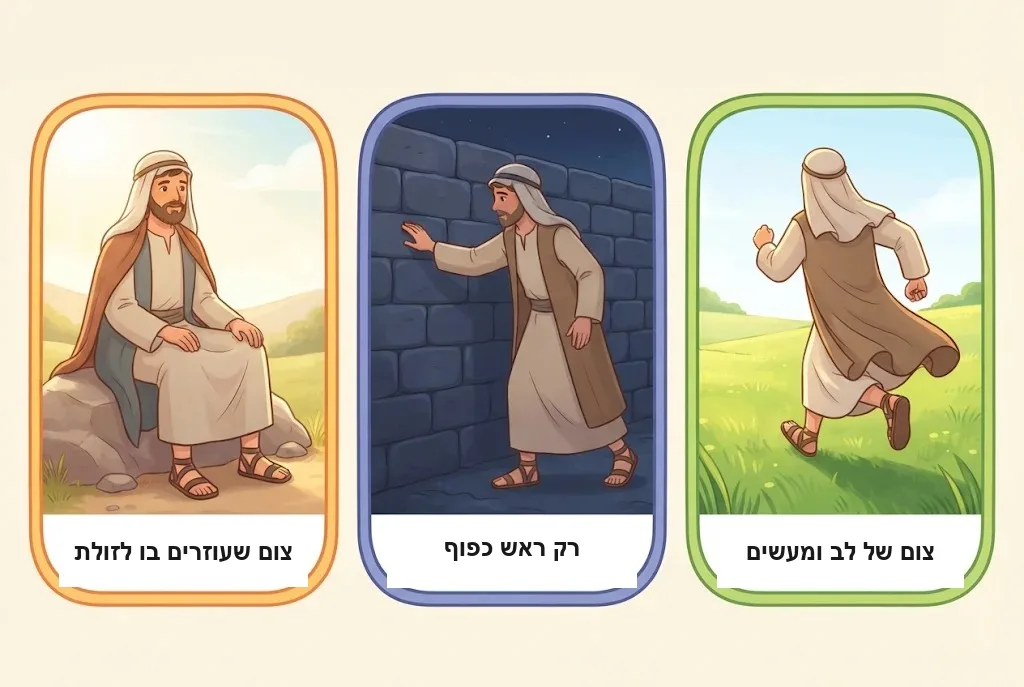 צום של לב ומעשים
רק ראש כפוף
צום שעוזרים בו לזולת